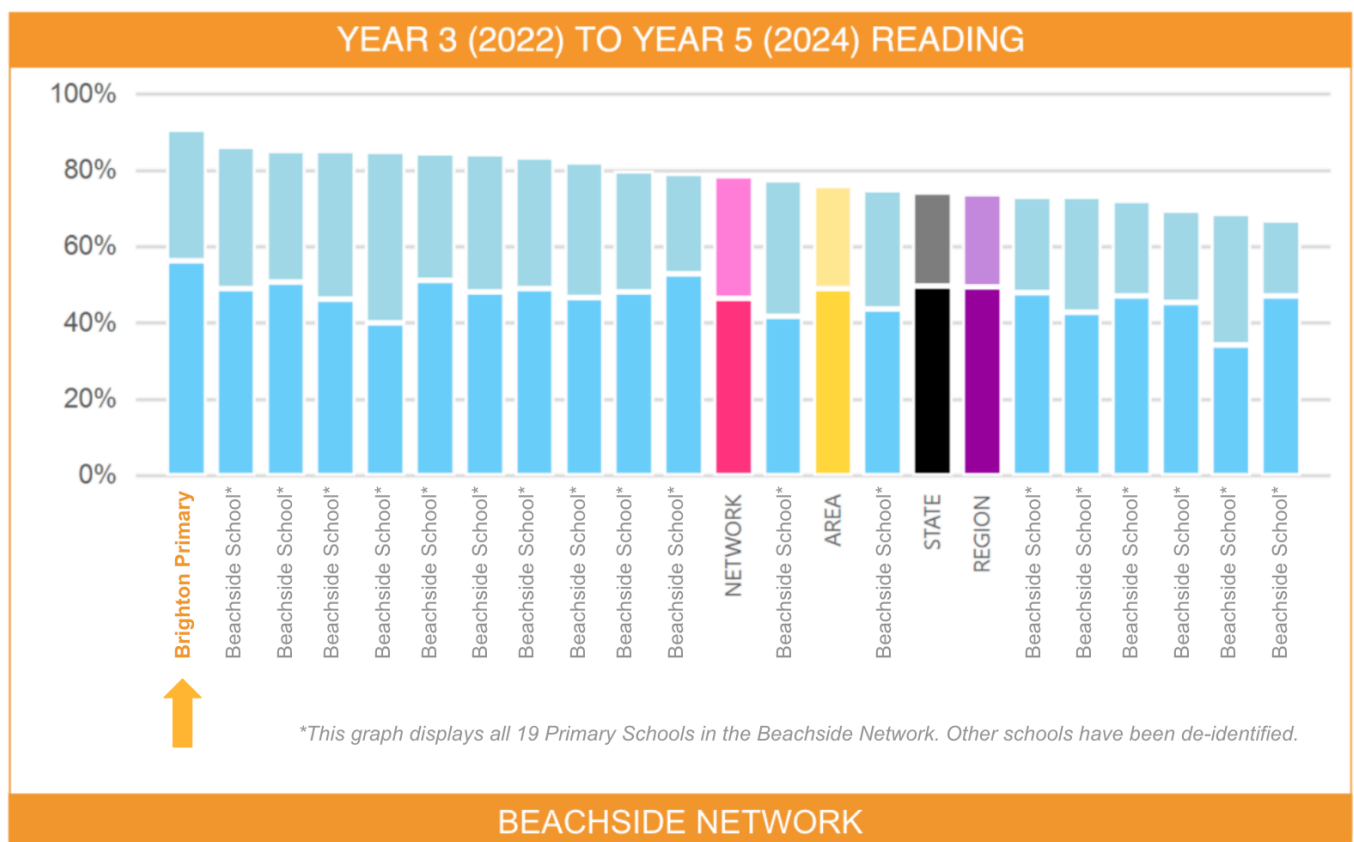 YEAR 3 (2022) TO YEAR 5 (2024) READING
100%
80%
60%
40%
20%
0%
Brighton Primary
Beachside School*
Beachside School*
Beachside School*
Beachside School*
Beachside School*
Beachside School*
Beachside School*
Beachside School*
Beachside School*
Beachside School*
NETWORK
Beachside School*
AREA
Beachside School*
STATE
REGION
Beachside School*
Beachside School*
Beachside School*
Beachside School*
Beachside School*
Beachside School*
*This graph displays all 19 Primary Schools in the Beachside Network. Other schools have been de-identified.
BEACHSIDE NETWORK